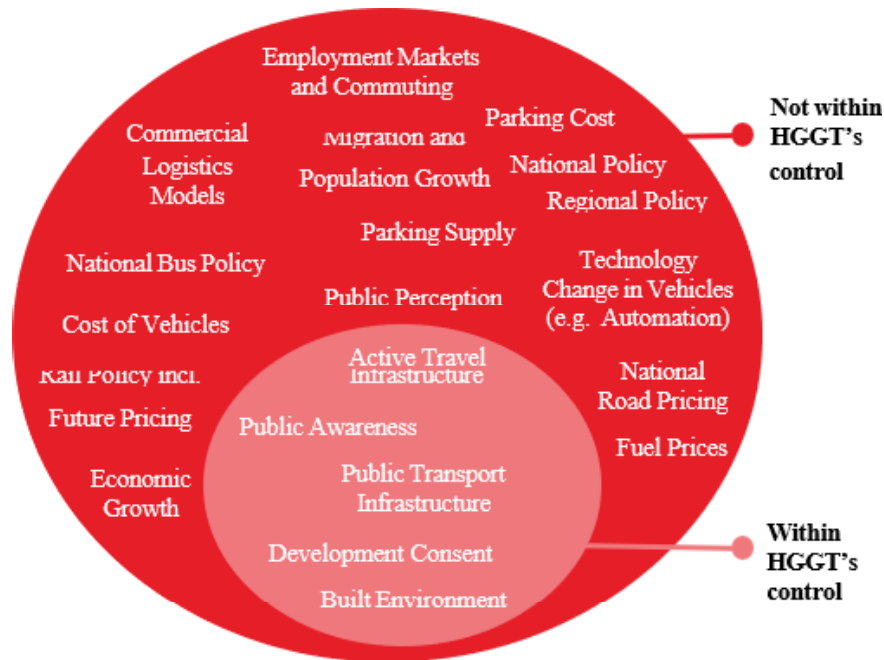 Employment Markets
and Commuting
Parking Cost
Commercial
Logistics
Models
Migration and
Population Growth
National Policy
Regional Policy
Parking Supply
National Bus Policy
Technology
Change in Vehicles
(e.g. Automation)
Public Perception
Cost of Vehicles
Rail Policy incl.
Future Pricing
National
Road Pricing
Fuel Prices
Economic
Growth
Active Travel
Infrastructure
Public Awareness
Public Transport
Infrastructure
Development Consent
Built Environment
Not within
HGGT's
control
Within
HGGT's
control